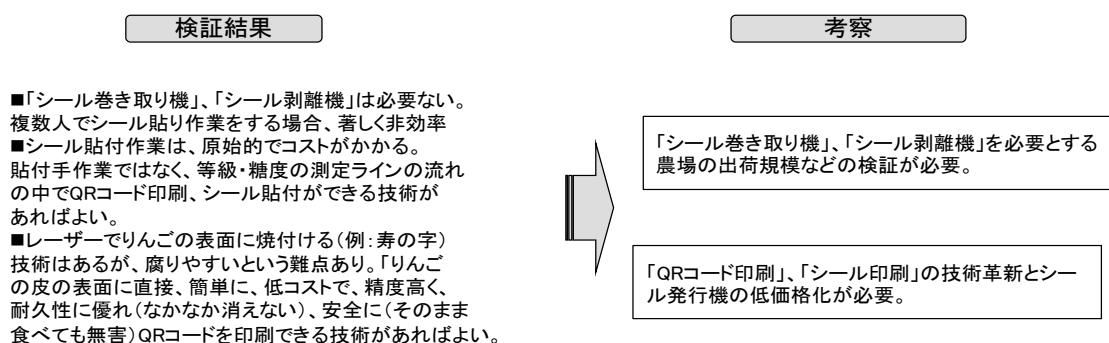 検証結果
■「シール巻き取り機」、「シール剥離機」は必要ない。
複数人でシール貼り作業をする場合、著しく非効率
■シール貼付作業は、原始的でコストがかかる。
貼付手作業ではなく、等級・糖度の測定ラインの流れ
の中でQRコード印刷、シール貼付ができる技術が
あればよい。
■レーザーでりんごの表面に焼付ける(例:寿の字)
技術はあるが、腐りやすいという難点あり。「りんご
の皮の表面に直接、簡単に、低コストで、精度高く、
耐久性に優れ(なかなか消えない)、安全に(そのまま
食べても無害)QRコードを印刷できる技術があればよい。
考察
「シール巻き取り機」、「シール剥離機」を必要とする
農場の出荷規模などの検証が必要。
「QRコード印刷」、「シール印刷」の技術革新とシー
ル発行機の低価格化が必要。